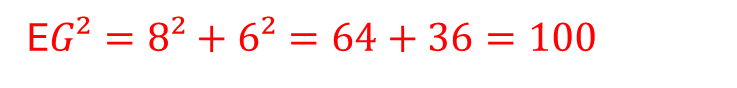 EG² = 8² + 6² = 64 + 36 = 100